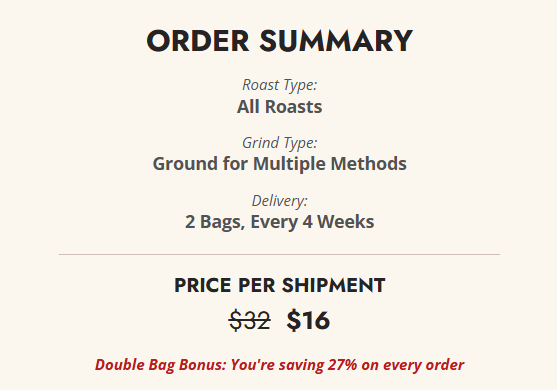 ORDER SUMMARY
Roast Type:
All Roasts
Grind Type:
Ground for Multiple Methods
Delivery:
2 Bags, Every 4 Weeks
PRICE PER SHIPMENT
$32 $16
Double Bag Bonus: You're saving 27% on every order